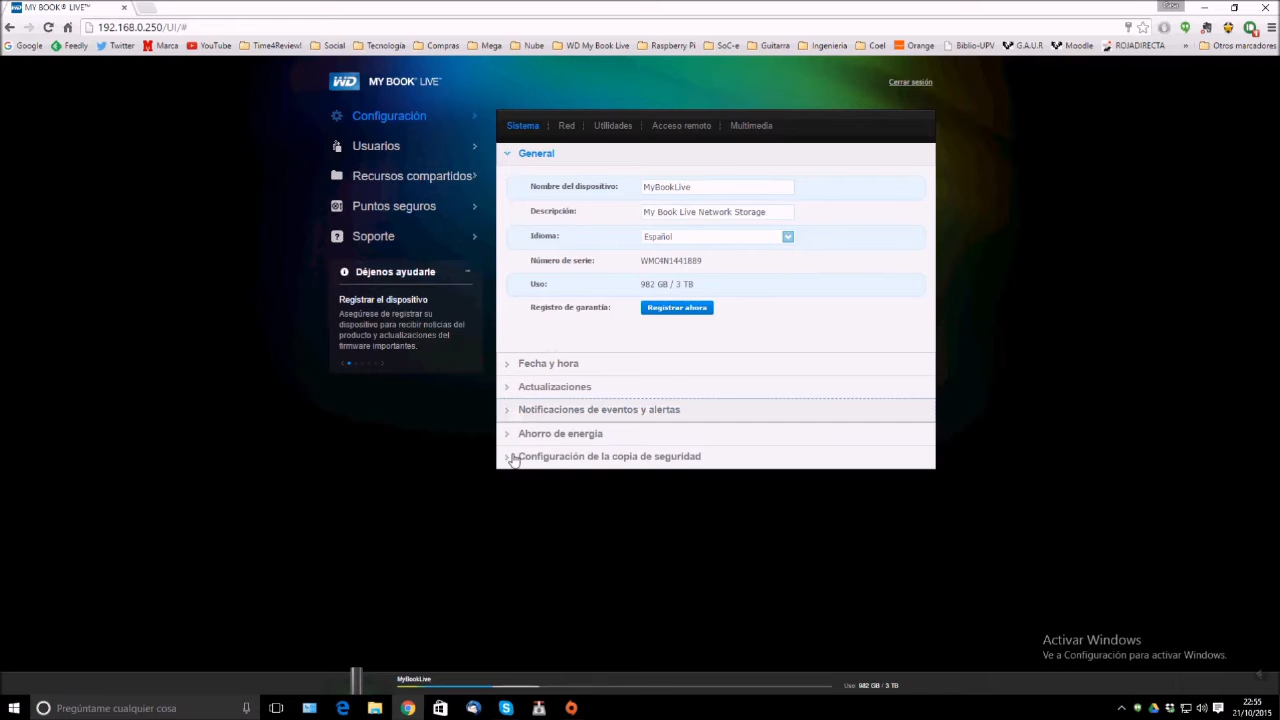 MY BOOK® LIVE™
Casa
192.168.0.250/UI/#
Google Feedly Twitter Marca YouTube Time4Review! Social Tecnología Compras Mega Nube WD My Book Live Raspberry Pi SoC-e Guitarra Ingenieria Coel Orange Biblio-UPV G.A.U.R Moodle ROJADIRECTA » Otros marcadores
WD MY BOOK® LIVE™
Cerrar sesión
Configuración
Usuarios
Recursos compartidos
Puntos seguros
Soporte
Déjenos ayudarle
Registrar el dispositivo
Asegúrese de registrar su
dispositivo para recibir noticias del
producto y actualizaciones del
firmware importantes.
Sistema Red Utilidades Acceso remoto Multimedia
General
Nombre del dispositivo: MyBookLive
Descripción: My Book Live Network Storage
Idioma: Español
Número de serie: WMC4N1441889
Uso: 982 GB / 3 TB
Registro de garantía: Registrar ahora
Fecha y hora
Actualizaciones
Notificaciones de eventos y alertas
Ahorro de energía
Configuración de la copia de seguridad
Activar Windows
Ve a Configuración para activar Windows.
MyBookLive
Uso: 982 GB / 3 TB
Pregúntame cualquier cosa
22:55
21/10/2015